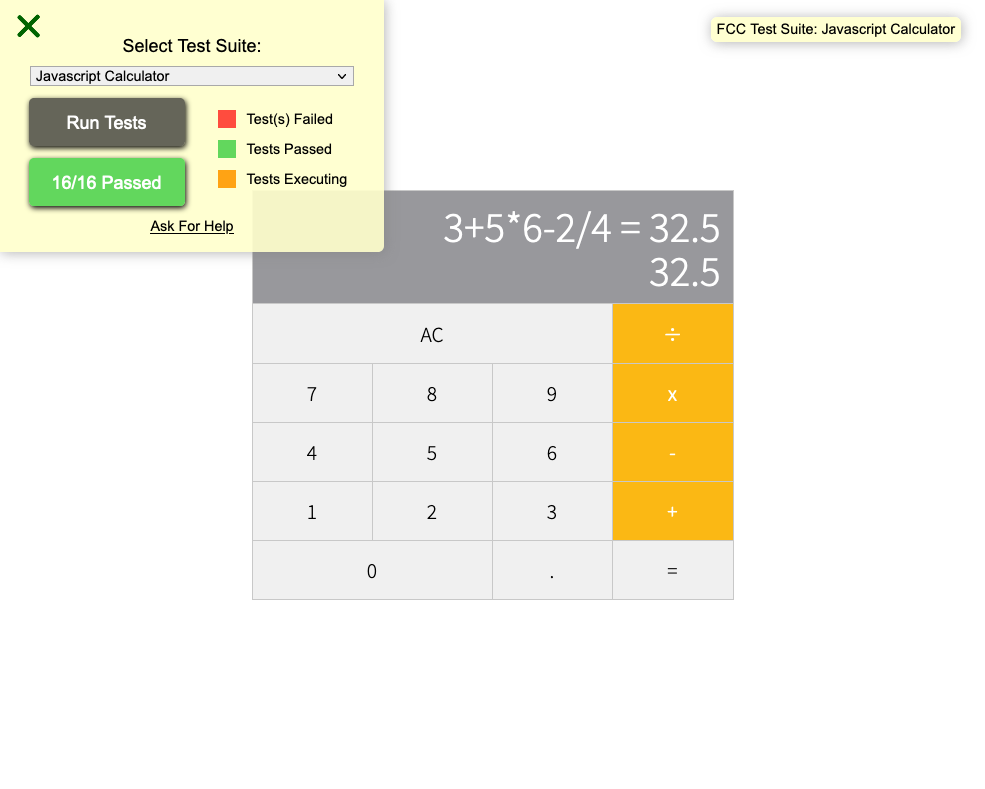 Select Test Suite:
Javascript Calculator
Run Tests
16/16 Passed
Test(s) Failed
Tests Passed
Tests Executing
Ask For Help
FCC Test Suite: Javascript Calculator
3+5*6-2/4 = 32.5
32.5
AC ÷
7 8 9 x
4 5 6 -
1 2 3 +
0 . =